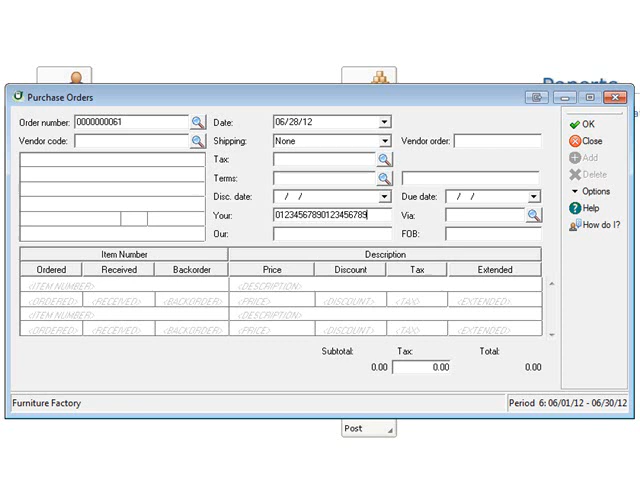 Reports
Purchase Orders
Order number: 0000000061 Date: 06/28/12
Vendor code: Shipping: None Vendor order:
Tax:
Terms:
Disc. date: / / Due date: / /
Your: 01234567890123456789 Via:
Our: FOB:
Item Number Description
Ordered Received Backorder Price Discount Tax Extended
<ITEM NUMBER> <DESCRIPTION>
<ORDERED> <RECEIVED> <BACKORDER> <PRICE> <DISCOUNT> <TAX> <EXTENDED>
<ITEM NUMBER> <DESCRIPTION>
<ORDERED> <RECEIVED> <BACKORDER> <PRICE> <DISCOUNT> <TAX> <EXTENDED>
Subtotal: Tax: Total:
0.00 0.00 0.00
OK
Close
Add
Delete
Options
Help
How do I?
Furniture Factory Period 6: 06/01/12 - 06/30/12
Post